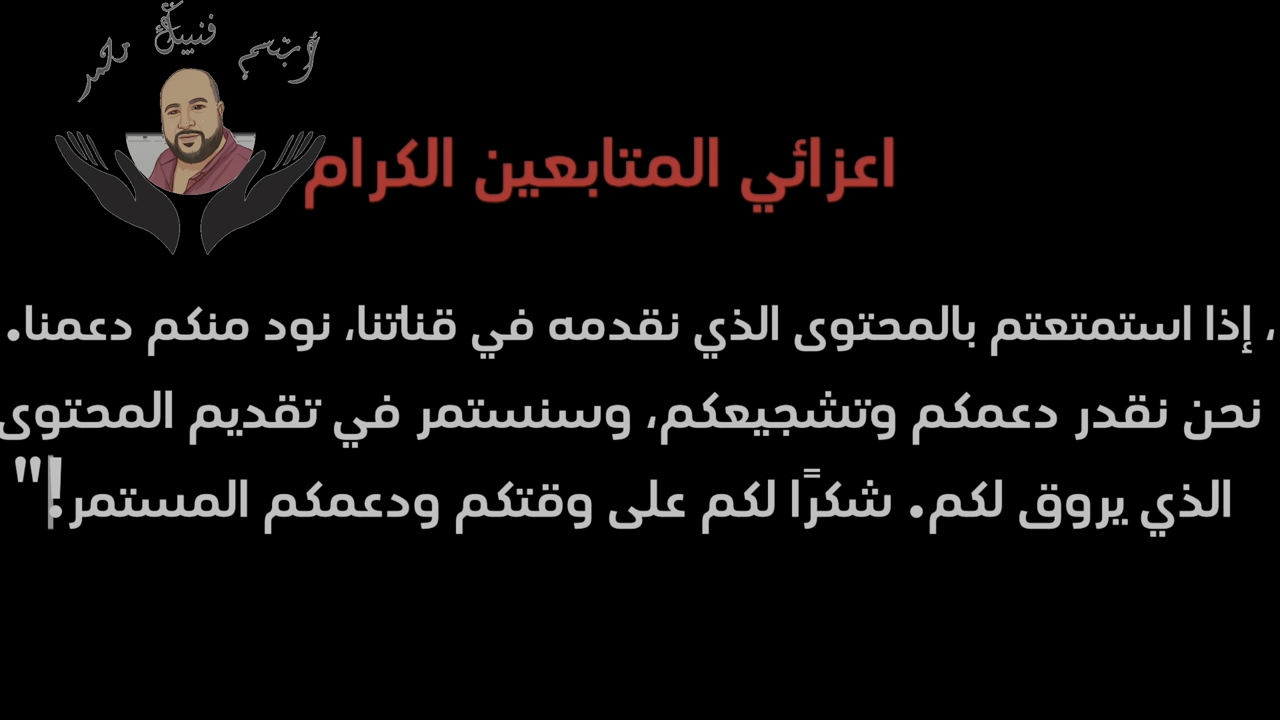 اعزائي المتابعين الكرام
، إذا استمتعتم بالمحتوى الذي نقدمه في قناتنا، نود منكم دعمنا.
نحن نقدر دعمكم وتشجيعكم، وسنستمر في تقديم المحتوى
الذي يروق لكم. شكرًا لكم على وقتكم ودعمكم المستمر!"